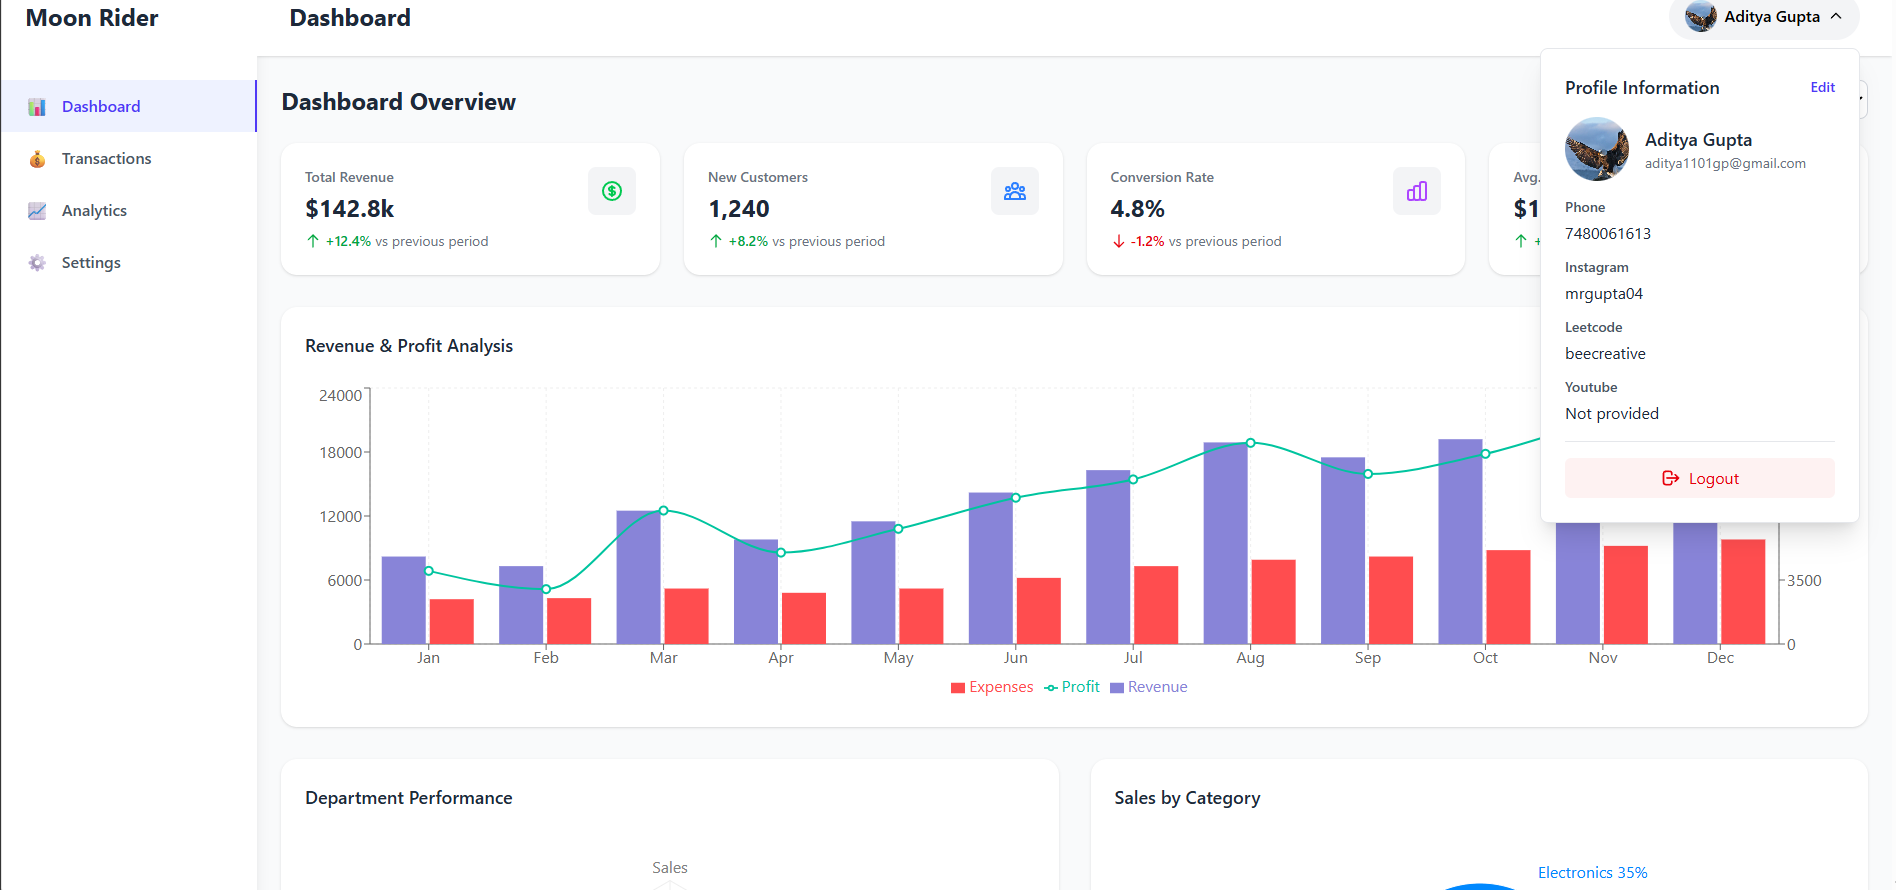 Moon Rider
Dashboard
Aditya Gupta
Dashboard
Transactions
Analytics
Settings
Dashboard Overview
Total Revenue
$142.8k
+12.4% vs previous period
New Customers
1,240
+8.2% vs previous period
Conversion Rate
4.8%
-1.2% vs previous period
Avg.
$1
+
Profile Information
Edit
Aditya Gupta
aditya1101gp@gmail.com
Phone
7480061613
Instagram
mrgupta04
Leetcode
beecreative
Youtube
Not provided
Logout
Revenue & Profit Analysis
24000
18000
12000
6000
0
3500
0
Jan Feb Mar Apr May Jun Jul Aug Sep Oct Nov Dec
Expenses Profit Revenue
Department Performance
Sales
Sales by Category
Electronics 35%